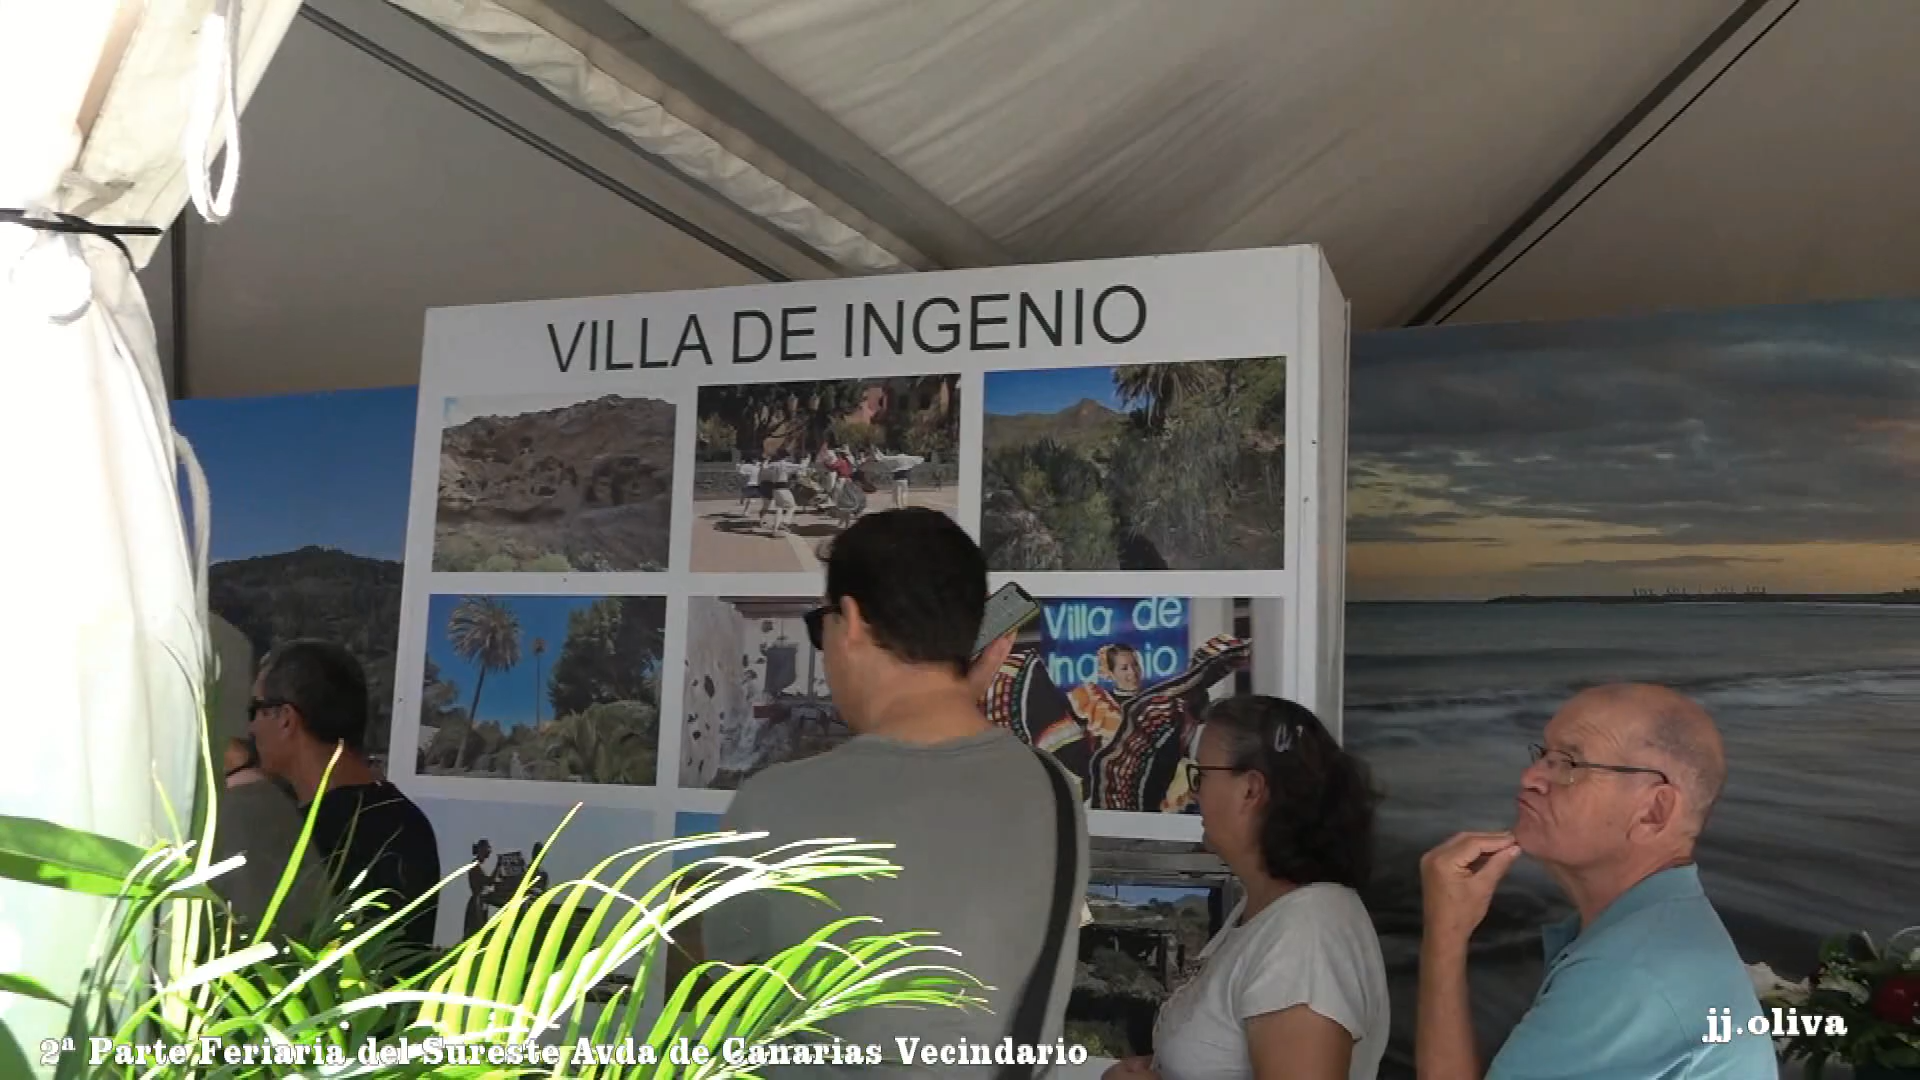 VILLA DE INGENIO
Villa de
Ingenio
2ª Parte Feriaria del Sureste Avda de Canarias Vecindario
jj.oliva